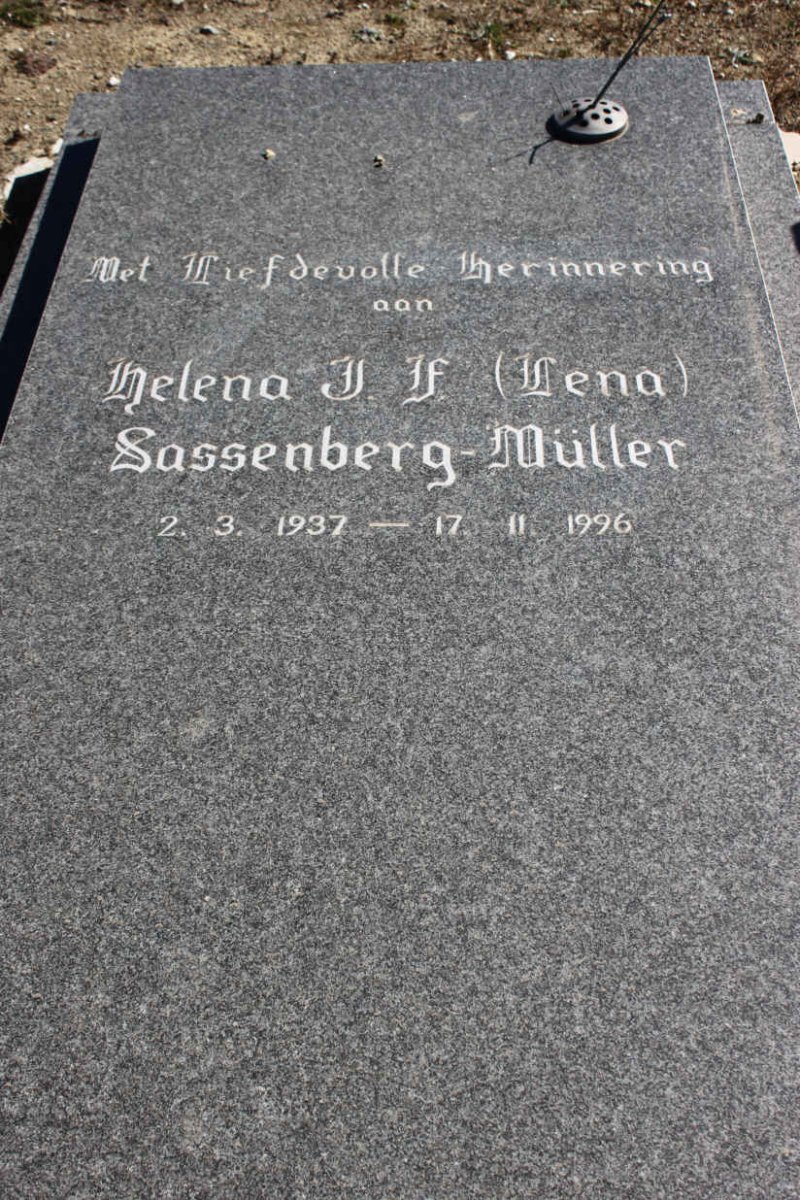 Met Liefdevolle Herinnering
aan
Helena J. F. (Lena)
Sassenberg-Müller
2. 3. 1937 — 17. 11. 1996